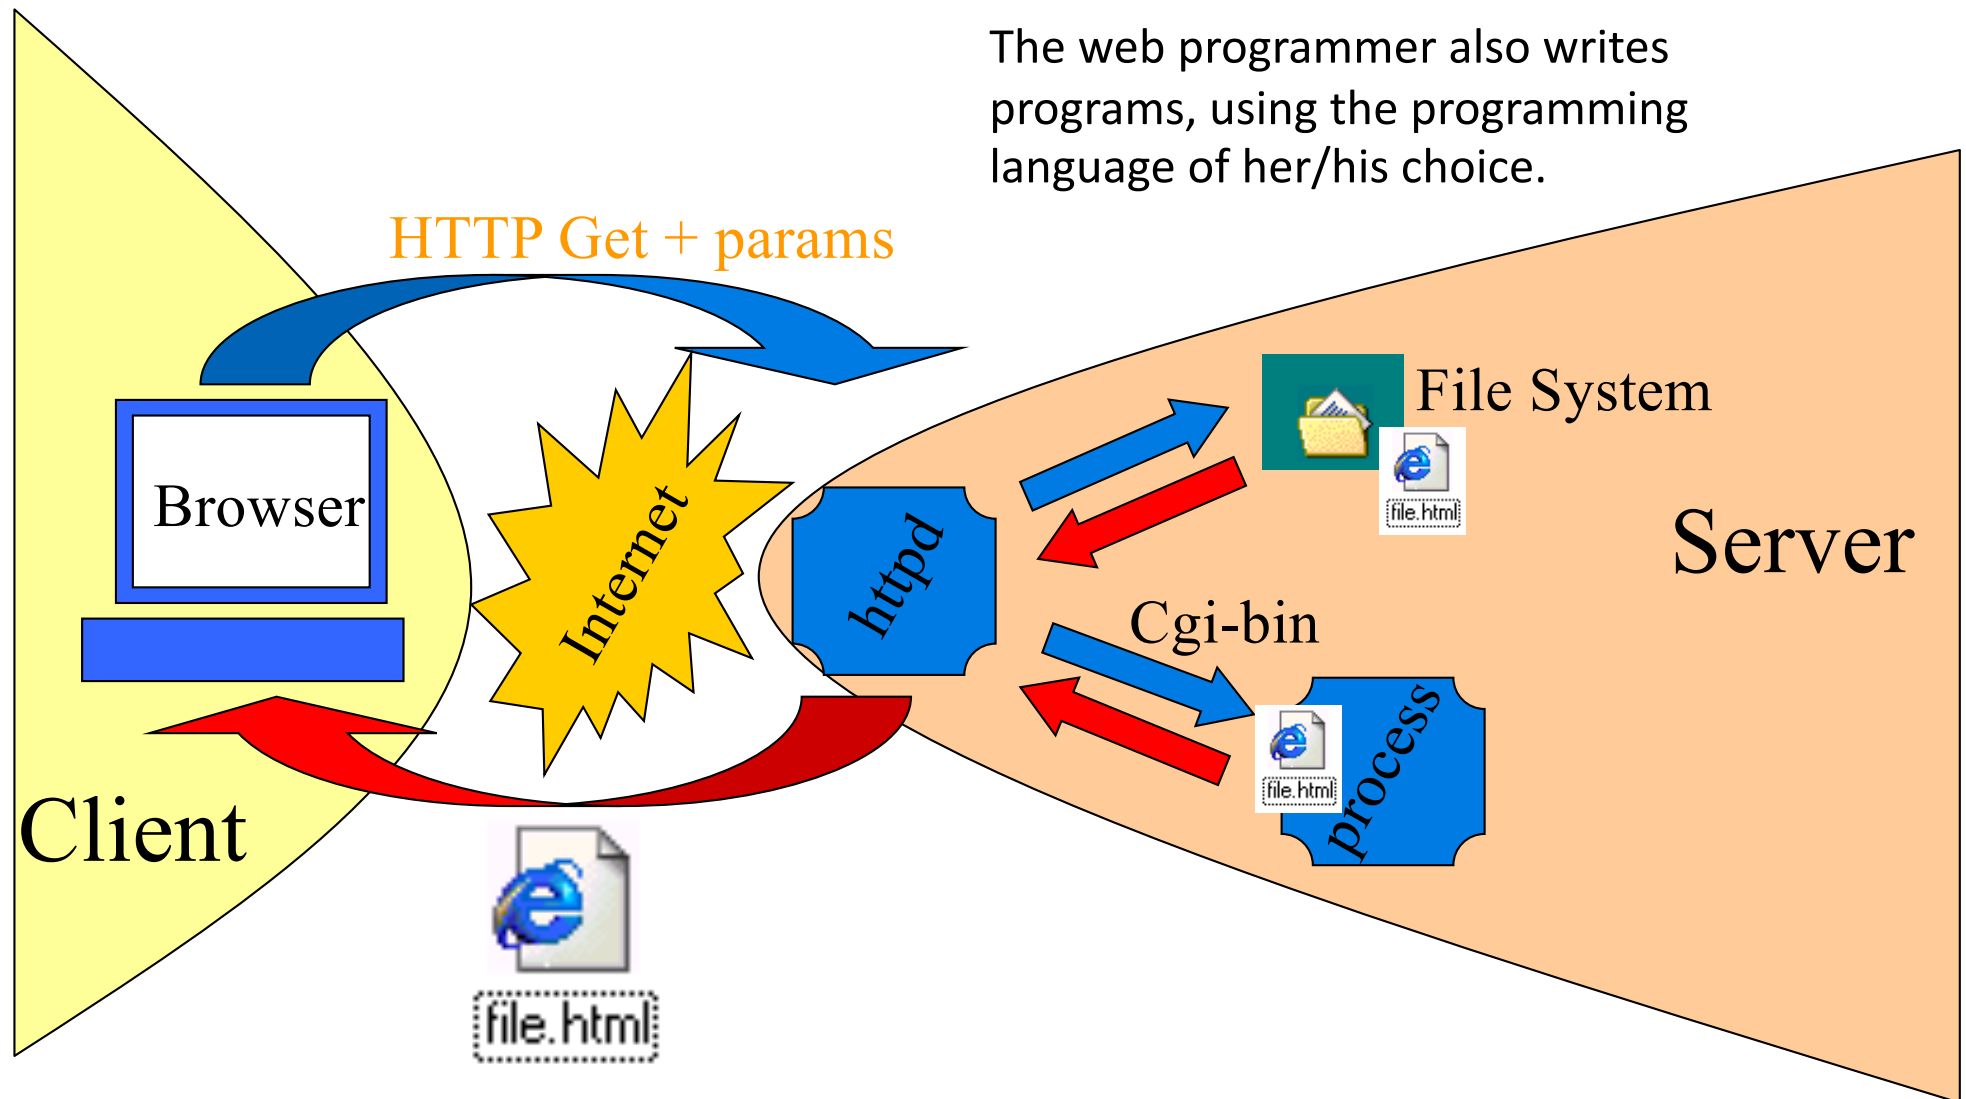 The web programmer also writes
programs, using the programming
language of her/his choice.
HTTP Get + params
File System
Browser
file.html
Internet
httpd
Server
Cgi-bin
process
file.html
Client
file.html